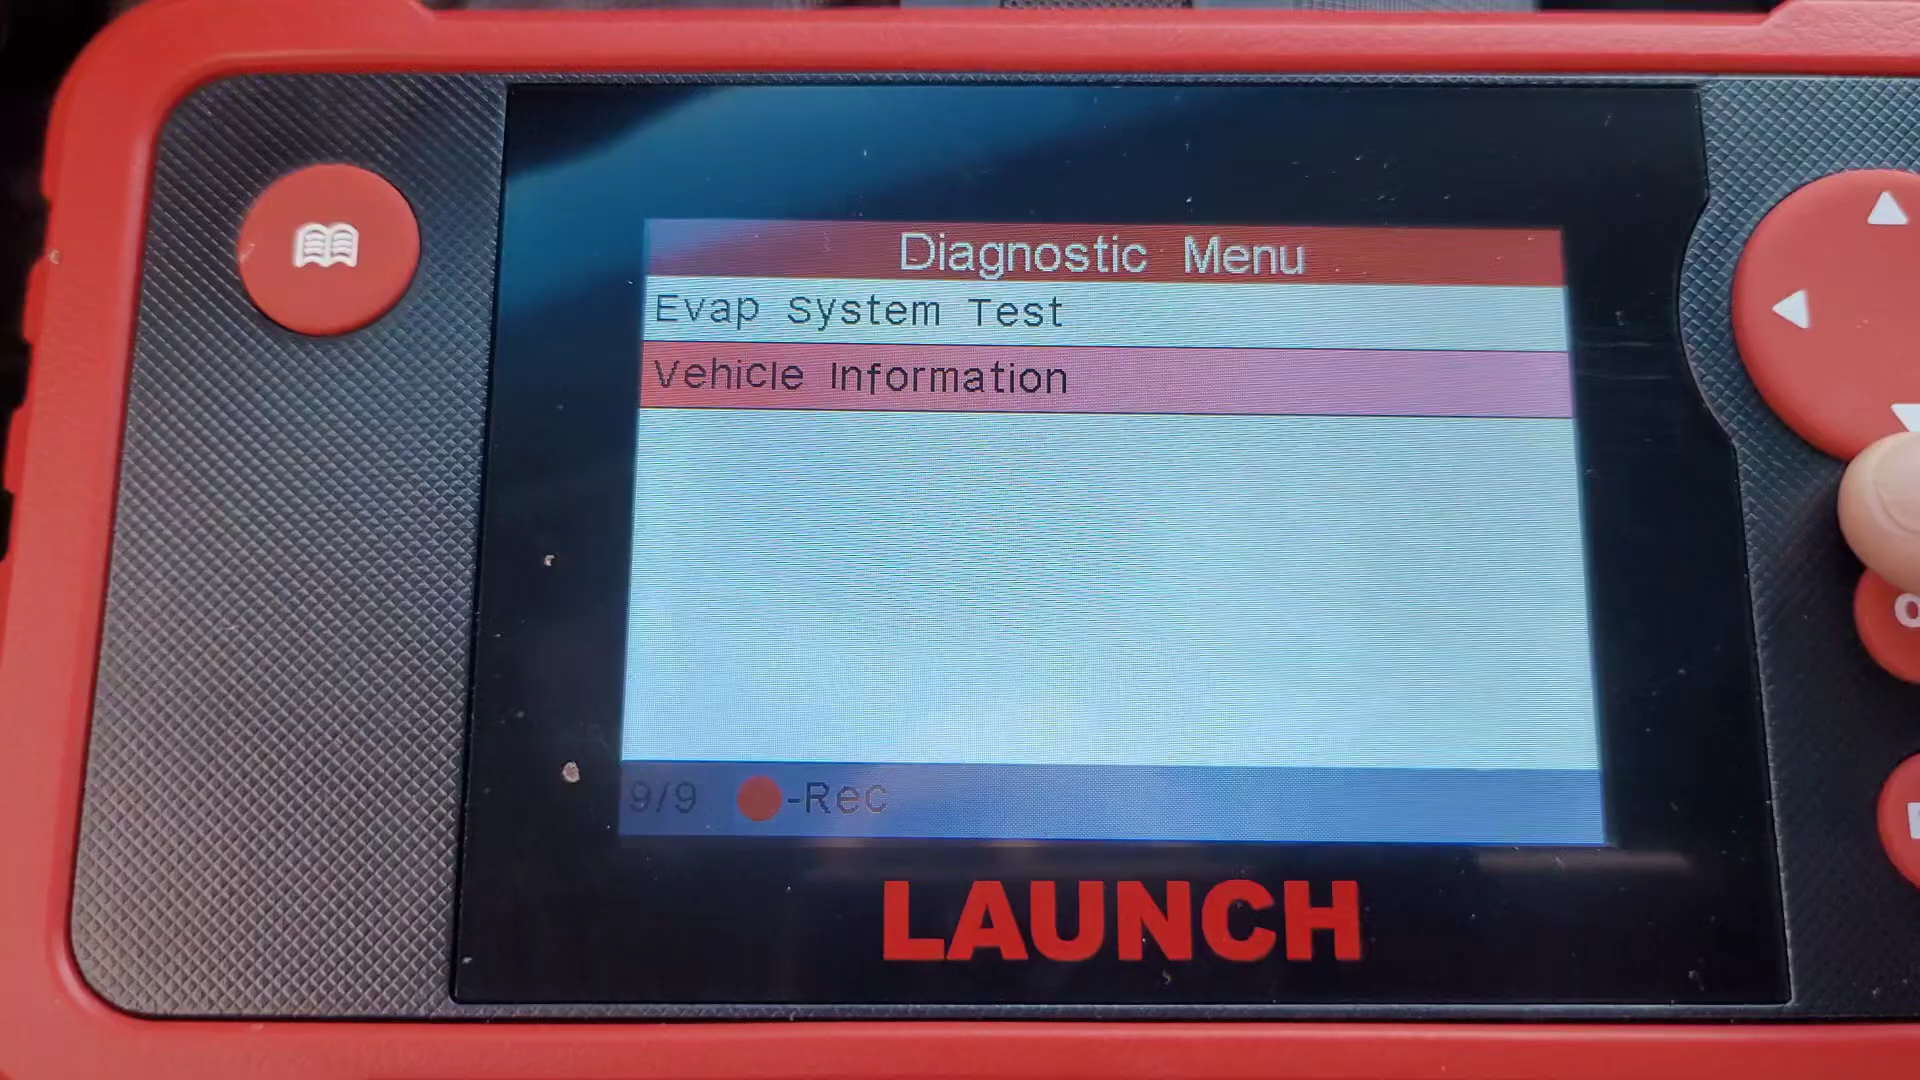 Diagnostic Menu
Evap System Test
Vehicle Information
9/9 -Rec
LAUNCH